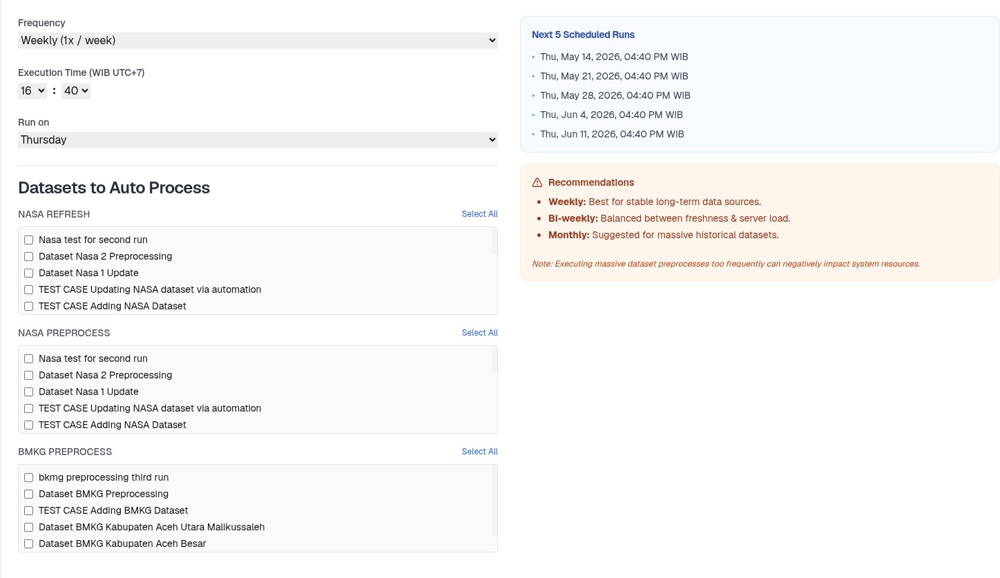 Frequency
Weekly (1x / week)
Execution Time (WIB UTC+7)
16 : 40
Run on
Thursday
Datasets to Auto Process
NASA REFRESH Select All
Nasa test for second run
Dataset Nasa 2 Preprocessing
Dataset Nasa 1 Update
TEST CASE Updating NASA dataset via automation
TEST CASE Adding NASA Dataset
NASA PREPROCESS Select All
Nasa test for second run
Dataset Nasa 2 Preprocessing
Dataset Nasa 1 Update
TEST CASE Updating NASA dataset via automation
TEST CASE Adding NASA Dataset
BMKG PREPROCESS Select All
bkmg preprocessing third run
Dataset BMKG Preprocessing
TEST CASE Adding BMKG Dataset
Dataset BMKG Kabupaten Aceh Utara Malikussaleh
Dataset BMKG Kabupaten Aceh Besar
Next 5 Scheduled Runs
• Thu, May 14, 2026, 04:40 PM WIB
• Thu, May 21, 2026, 04:40 PM WIB
• Thu, May 28, 2026, 04:40 PM WIB
• Thu, Jun 4, 2026, 04:40 PM WIB
• Thu, Jun 11, 2026, 04:40 PM WIB
Recommendations
• Weekly: Best for stable long-term data sources.
• Bi-weekly: Balanced between freshness & server load.
• Monthly: Suggested for massive historical datasets.
Note: Executing massive dataset preprocesses too frequently can negatively impact system resources.